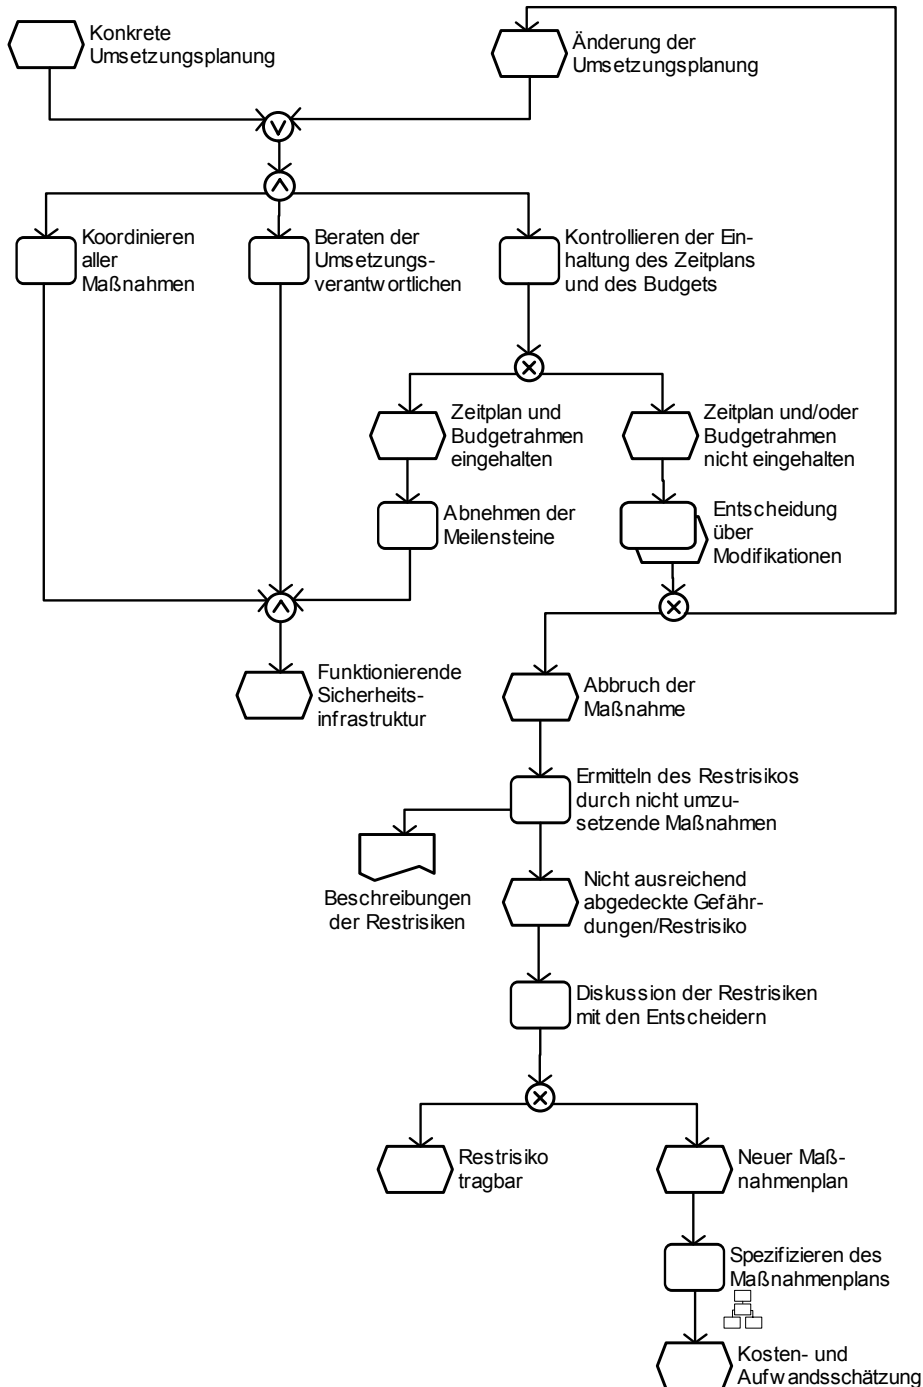 Konkrete
Umsetzungsplanung
Änderung der
Umsetzungsplanung
Koordinieren
aller
Maßnahmen
Beraten der
Umsetzungs-
verantwortlichen
Kontrollieren der Ein-
haltung des Zeitplans
und des Budgets
Zeitplan und
Budgetrahmen
eingehalten
Zeitplan und/oder
Budgetrahmen
nicht eingehalten
Abnehmen der
Meilensteine
Entscheidung
über
Modifikationen
Funktionierende
Sicherheits-
infrastruktur
Abbruch der
Maßnahme
Ermitteln des Restrisikos
durch nicht umzu-
setzende Maßnahmen
Beschreibungen
der Restrisiken
Nicht ausreichend
abgedeckte Gefähr-
dungen/Restrisiko
Diskussion der Restrisiken
mit den Entscheidern
Restrisiko
tragbar
Neuer Maß-
nahmenplan
Spezifizieren des
Maßnahmenplans
Kosten- und
Aufwandsschätzung